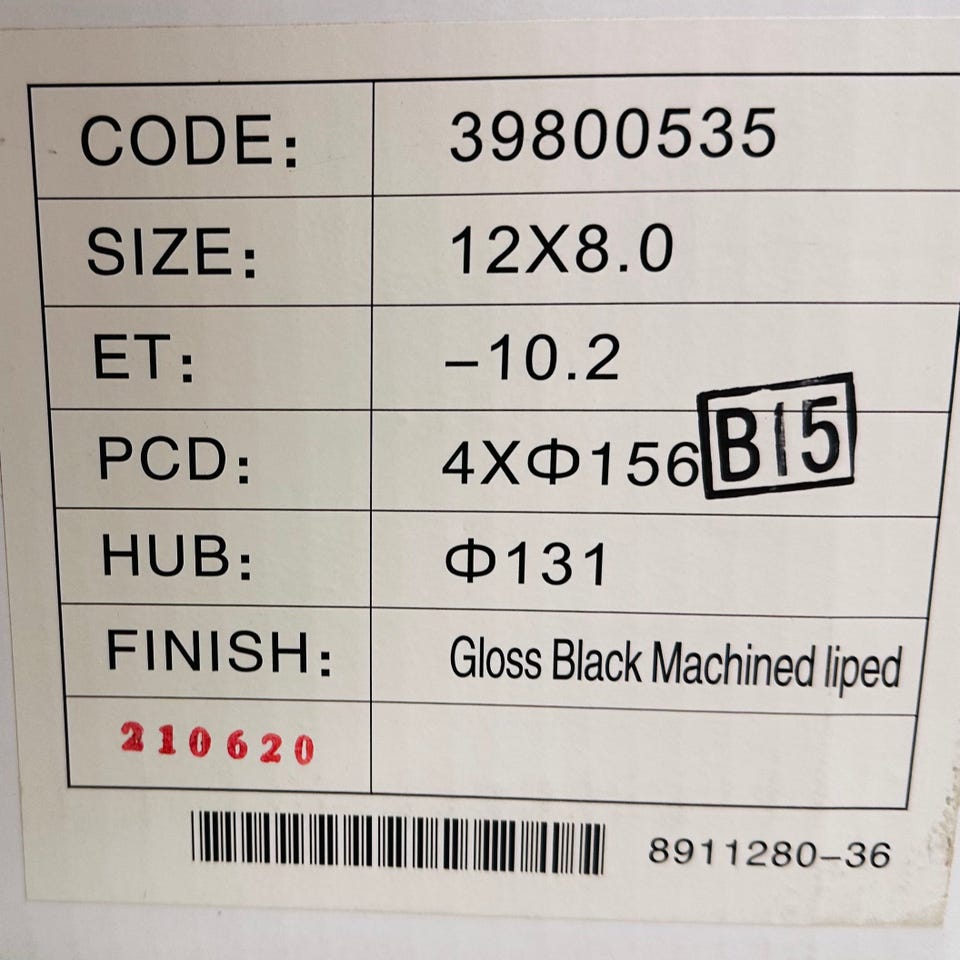 CODE: 39800535
SIZE: 12X8.0
ET: −10.2
PCD: 4XΦ156 B15
HUB: Φ131
FINISH: Gloss Black Machined liped
210620
8911280−36